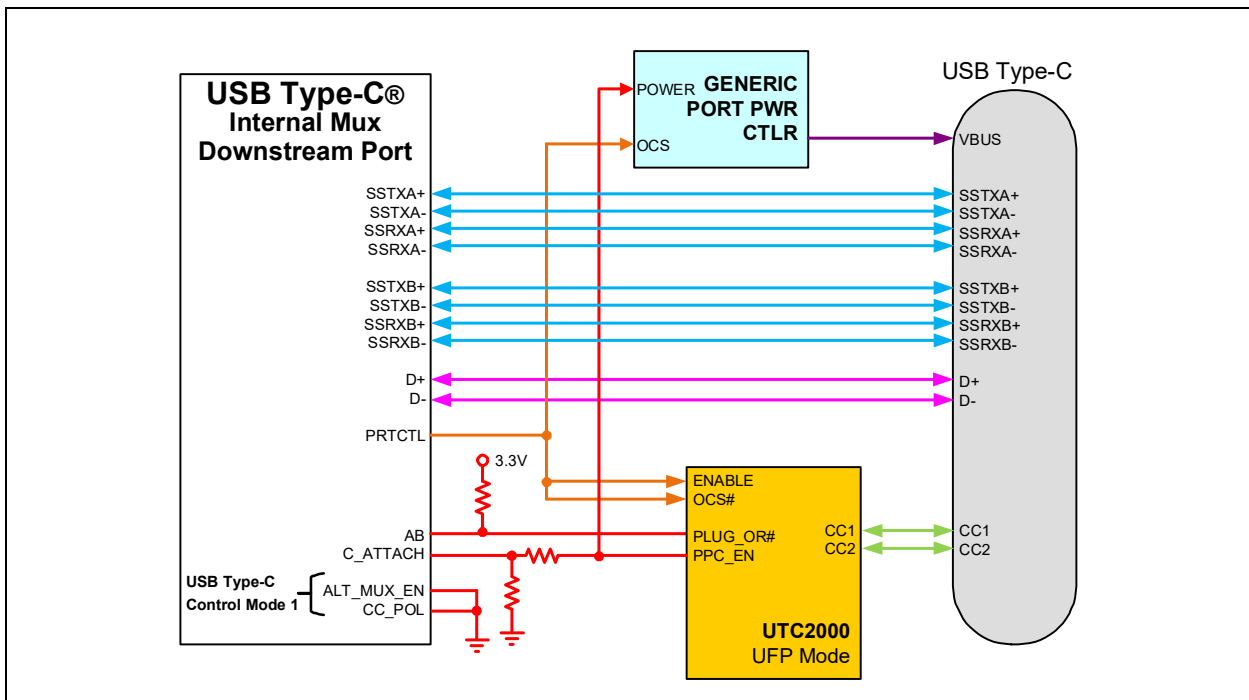 USB Type-C®
Internal Mux
Downstream Port
SSTXA+
SSTXA-
SSRXA+
SSRXA-
SSTXB+
SSTXB-
SSRXB+
SSRXB-
D+
D-
PRTCTL
AB
C_ATTACH
ALT_MUX_EN
CC_POL
USB Type-C
Control Mode 1
3.3V
POWER
OCS
GENERIC
PORT PWR
CTLR
ENABLE
OCS#
PLUG_OR#
PPC_EN
CC1
CC2
UTC2000
UFP Mode
USB Type-C
VBUS
SSTXA+
SSTXA-
SSRXA+
SSRXA-
SSTXB+
SSTXB-
SSRXB+
SSRXB-
D+
D-
CC1
CC2